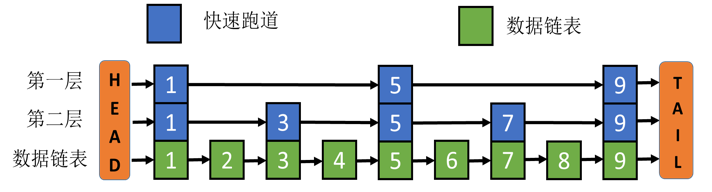 快速跑道 数据链表
第一层 1 5 9
第二层 1 3 5 7 9
数据链表 1 2 3 4 5 6 7 8 9
HEAD
TAIL